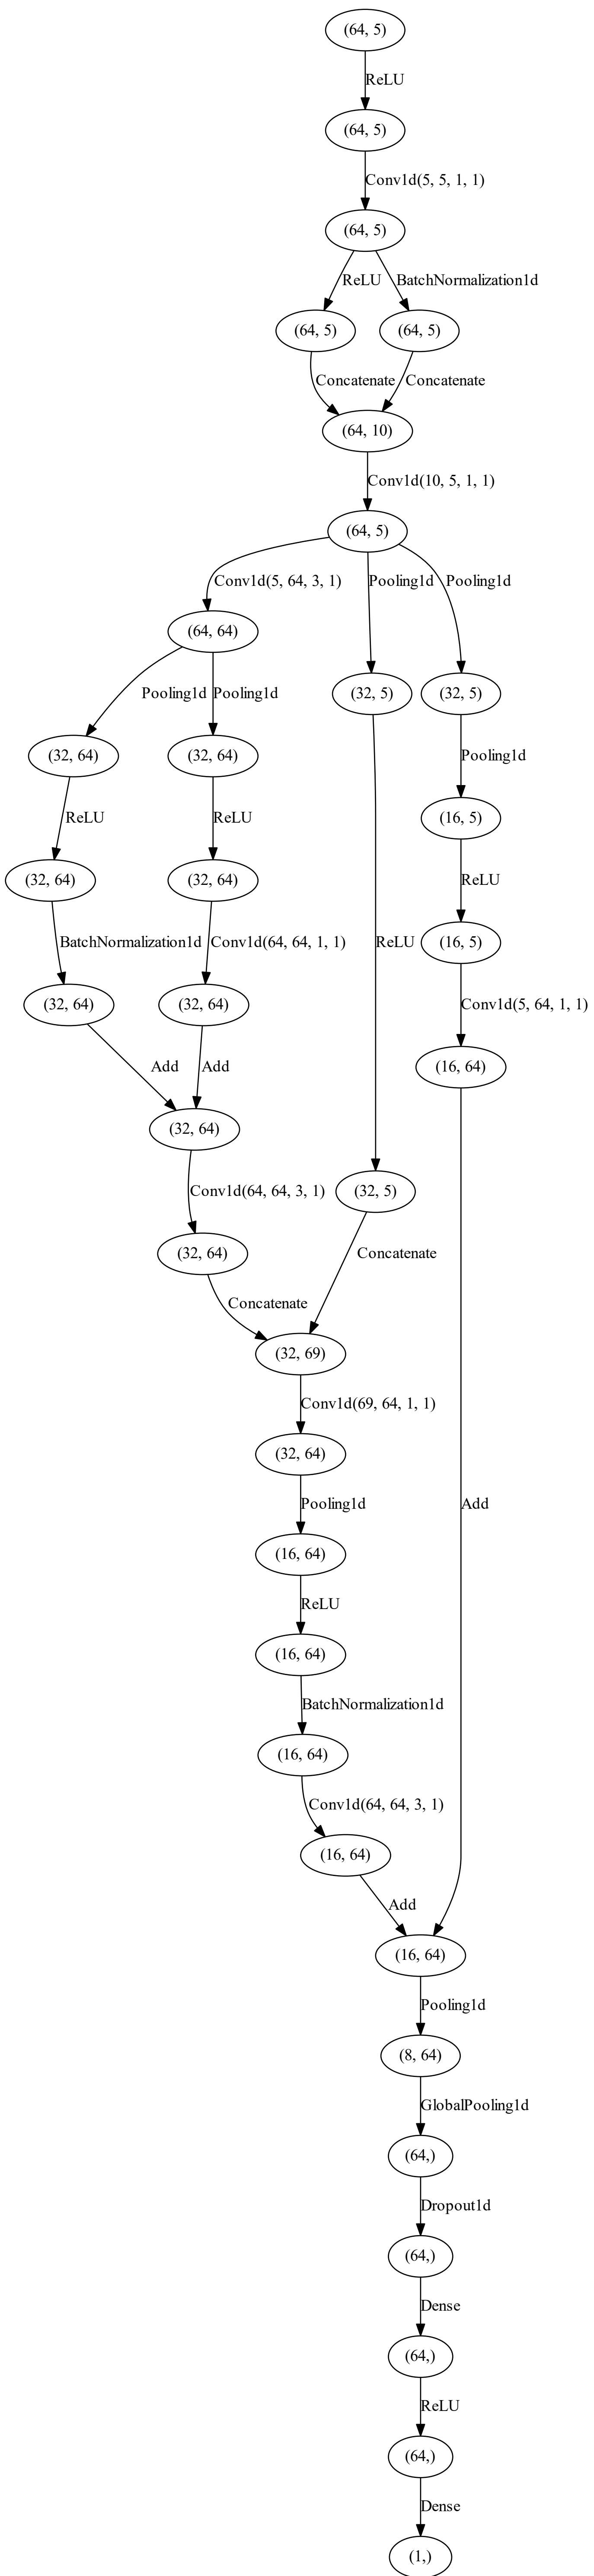 (64, 5)
ReLU
(64, 5)
Conv1d(5, 5, 1, 1)
(64, 5)
ReLU BatchNormalization1d
(64, 5) (64, 5)
Concatenate Concatenate
(64, 10)
Conv1d(10, 5, 1, 1)
(64, 5)
Conv1d(5, 64, 3, 1) Pooling1d Pooling1d
(64, 64)
Pooling1d Pooling1d (32, 5) (32, 5)
(32, 64) (32, 64) Pooling1d
ReLU ReLU (16, 5)
(32, 64) (32, 64) ReLU
BatchNormalization1d Conv1d(64, 64, 1, 1) ReLU (16, 5)
(32, 64) (32, 64) Conv1d(5, 64, 1, 1)
Add Add (16, 64)
(32, 64)
Conv1d(64, 64, 3, 1) (32, 5)
(32, 64) Concatenate
Concatenate
(32, 69)
Conv1d(69, 64, 1, 1)
(32, 64)
Pooling1d Add
(16, 64)
ReLU
(16, 64)
BatchNormalization1d
(16, 64)
Conv1d(64, 64, 3, 1)
(16, 64)
Add
(16, 64)
Pooling1d
(8, 64)
GlobalPooling1d
(64,)
Dropout1d
(64,)
Dense
(64,)
ReLU
(64,)
Dense
(1,)